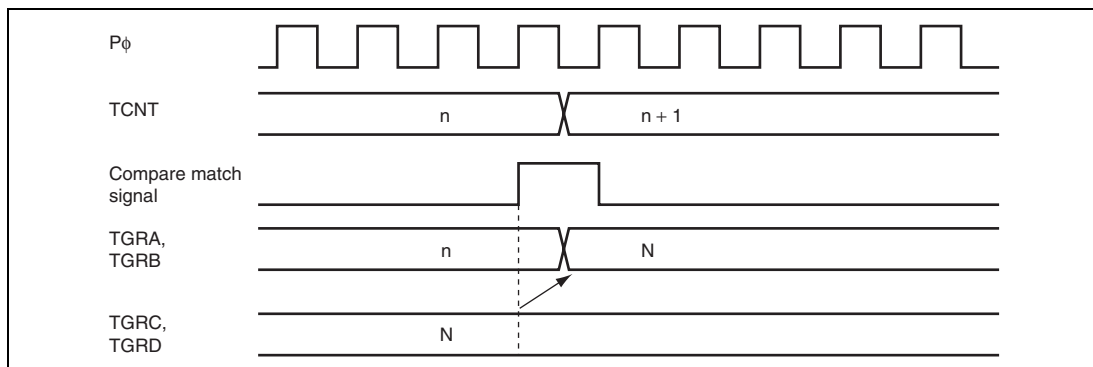 Pϕ
TCNT
n
n + 1
Compare match
signal
TGRA,
TGRB
n
N
TGRC,
TGRD
N